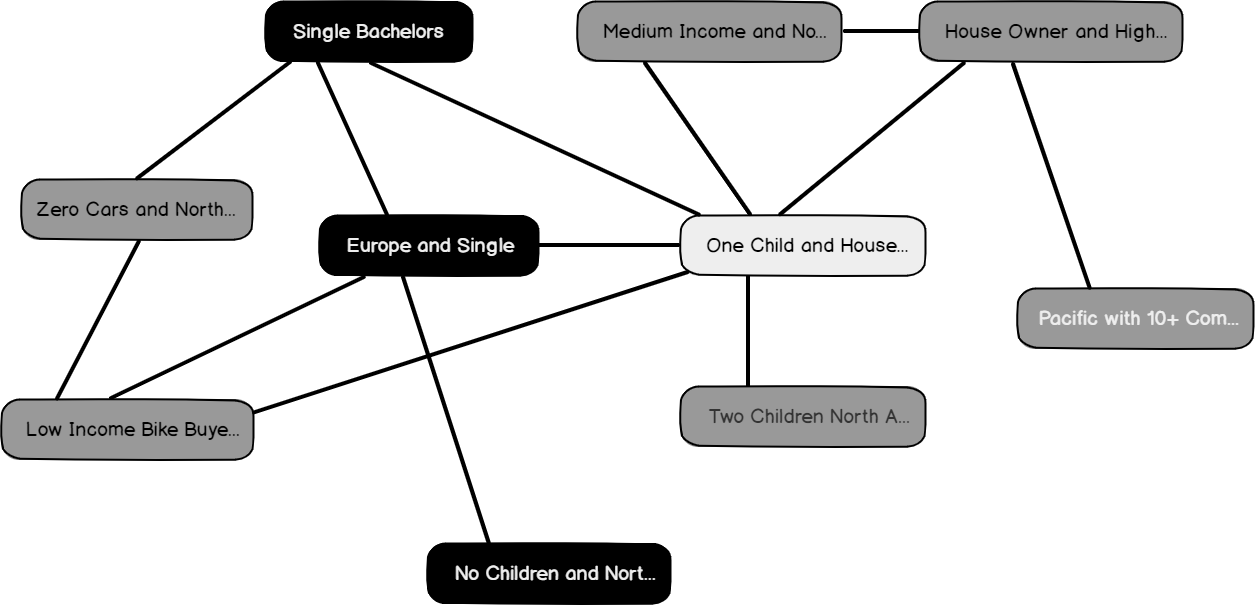 Single Bachelors
Medium Income and No...
House Owner and High...
Zero Cars and North...
Europe and Single
One Child and House...
Pacific with 10+ Com...
Low Income Bike Buye...
Two Children North A...
No Children and Nort...